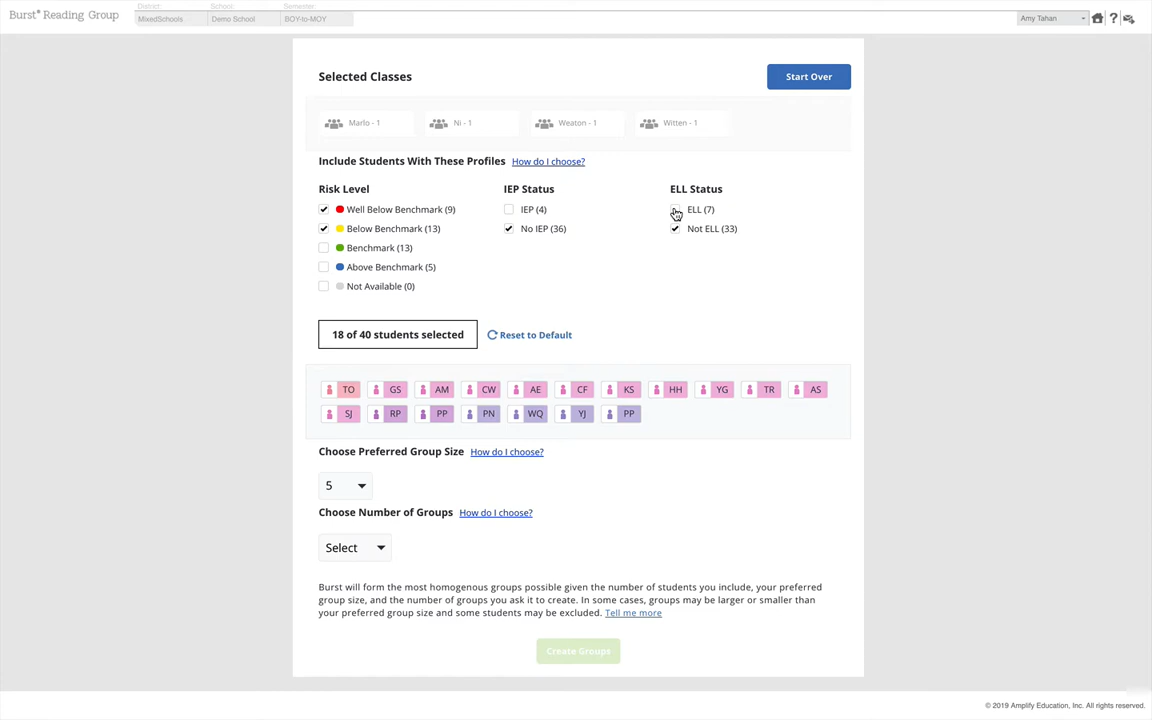 Burst® Reading Group
District: School: Semester:
MixedSchools Demo School BOY-to-MOY
Amy Tahan
?
Selected Classes
Start Over
Marlo - 1 Ni - 1 Weaton - 1 Witten - 1
Include Students With These Profiles How do I choose?
Risk Level IEP Status ELL Status
Well Below Benchmark (9) IEP (4) ELL (7)
Below Benchmark (13) No IEP (36) Not ELL (33)
Benchmark (13)
Above Benchmark (5)
Not Available (0)
18 of 40 students selected Reset to Default
TO GS AM CW AE CF KS HH YG TR AS
SJ RP PP PN WQ YJ PP
Choose Preferred Group Size How do I choose?
5
Choose Number of Groups How do I choose?
Select
Burst will form the most homogenous groups possible given the number of students you include, your preferred
group size, and the number of groups you ask it to create. In some cases, groups may be larger or smaller than
your preferred group size and some students may be excluded. Tell me more
Create Groups
© 2019 Amplify Education, Inc. All rights reserved.